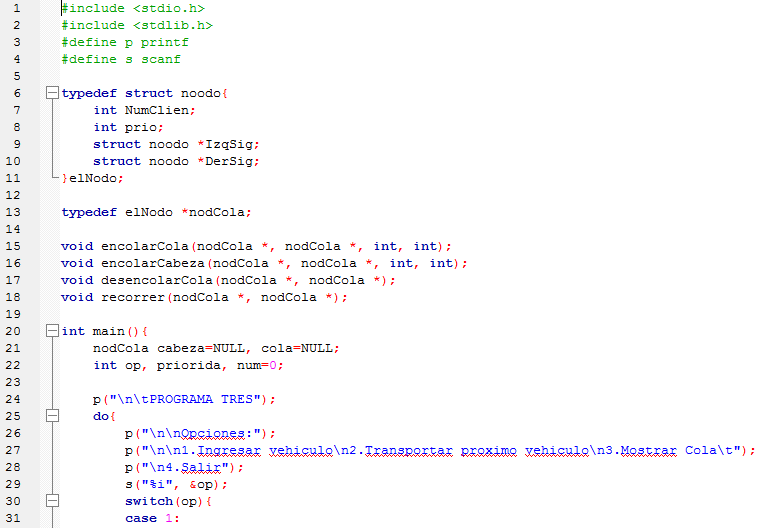 1 #include <stdio.h>
2 #include <stdlib.h>
3 #define p printf
4 #define s scanf
5
6 typedef struct noodo{
7 int NumClien;
8 int prio;
9 struct noodo *IzqSig;
10 struct noodo *DerSig;
11 }elNodo;
12
13 typedef elNodo *nodCola;
14
15 void encolarCola(nodCola *, nodCola *, int, int);
16 void encolarCabeza(nodCola *, nodCola *, int, int);
17 void desencolarCola(nodCola *, nodCola *);
18 void recorrer(nodCola *, nodCola *);
19
20 int main(){
21 nodCola cabeza=NULL, cola=NULL;
22 int op, priorida, num=0;
23
24 p("\n\tPROGRAMA TRES");
25 do{
26 p("\n\nOpciones:");
27 p("\n\n1.Ingresar vehiculo\n2.Transportar proximo vehiculo\n3.Mostrar Cola\t");
28 p("\n4.Salir");
29 s("%i", &op);
30 switch(op){
31 case 1: